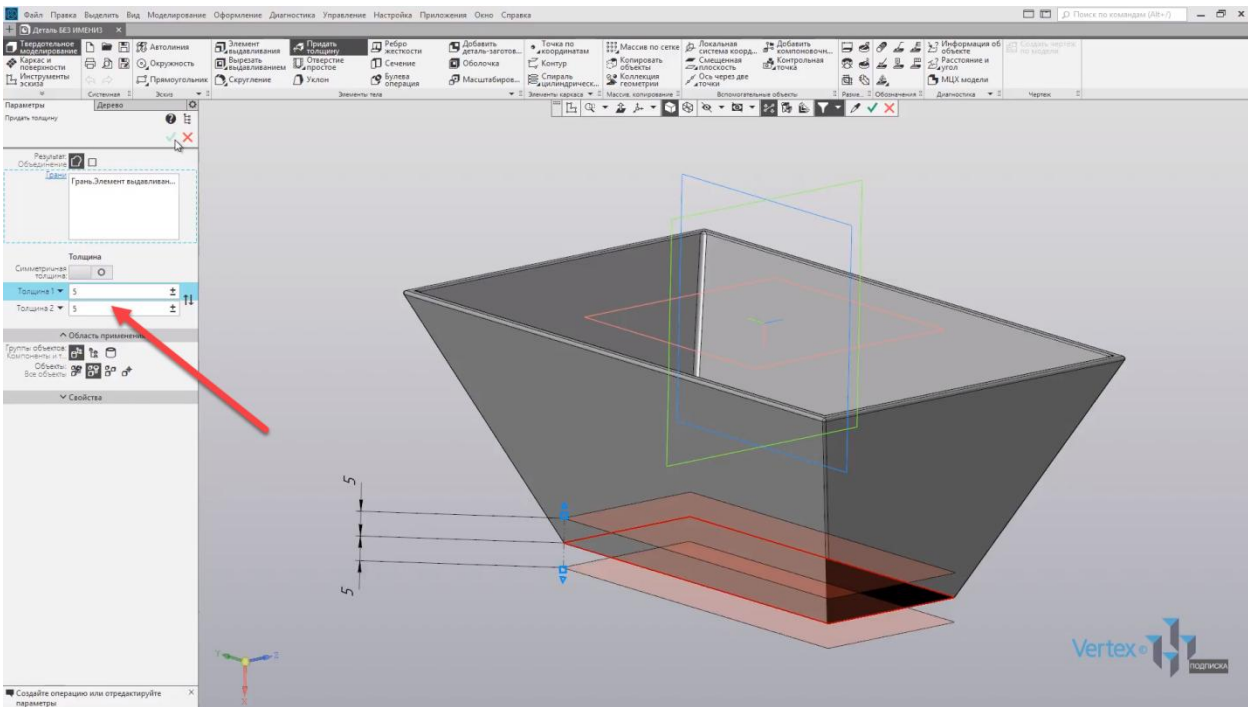 Файл Правка Выделить Вид Моделирование Оформление Диагностика Управление Настройка Приложения Окно Справка
Поиск по командам (Alt+/)
Деталь БЕЗ ИМЕНИ3
Твердотельное моделирование
Каркас и поверхности
Инструменты эскиза
Системная
Автолиния
Окружность
Прямоугольник
Эскиз
Элемент выдавливания
Вырезать выдавливанием
Скругление
Придать толщину
Отверстие простое
Уклон
Ребро жесткости
Сечение
Булева операция
Добавить деталь-заготов...
Оболочка
Масштабиров...
Элементы тела
Точка по координатам
Контур
Спираль цилиндрическ...
Элементы каркаса
Массив по сетке
Копировать объекты
Коллекция геометрии
Массив, копирование
Локальная система коорд...
Смещенная плоскость
Ось через две точки
Добавить компоновочн...
Контрольная точка
Вспомогательные объекты
Разме...
Обозначения
Информация об объекте
Расстояние и угол
МЦХ модели
Диагностика
Создать чертеж по модели
Чертеж
Параметры
Дерево
Придать толщину
Результат:
Объединение
Грани
Грань.Элемент выдавливан...
Толщина
Симметричная толщина:
Толщина 1 5
Толщина 2 5
Область применения
Группы объектов:
Компоненты и т...
Объекты:
Все объекты
Свойства
5
5
Y
Z
X
Vertex
ПОДПИСКА
Создайте операцию или отредактируйте
параметры